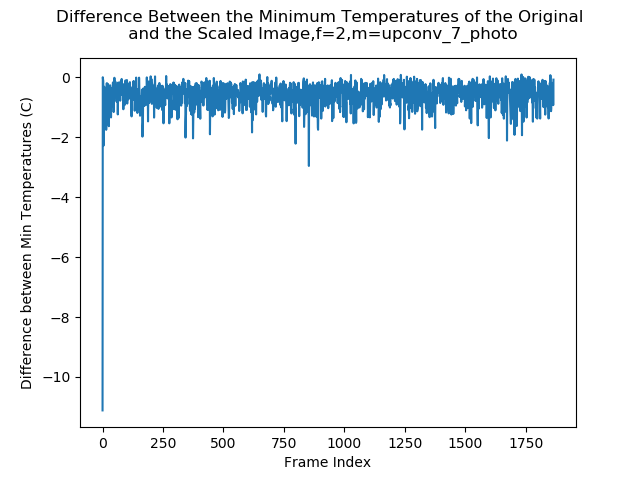 Difference Between the Minimum Temperatures of the Original
and the Scaled Image,f=2,m=upconv_7_photo
Difference between Min Temperatures (C)
0
−2
−4
−6
−8
−10
0 250 500 750 1000 1250 1500 1750
Frame Index